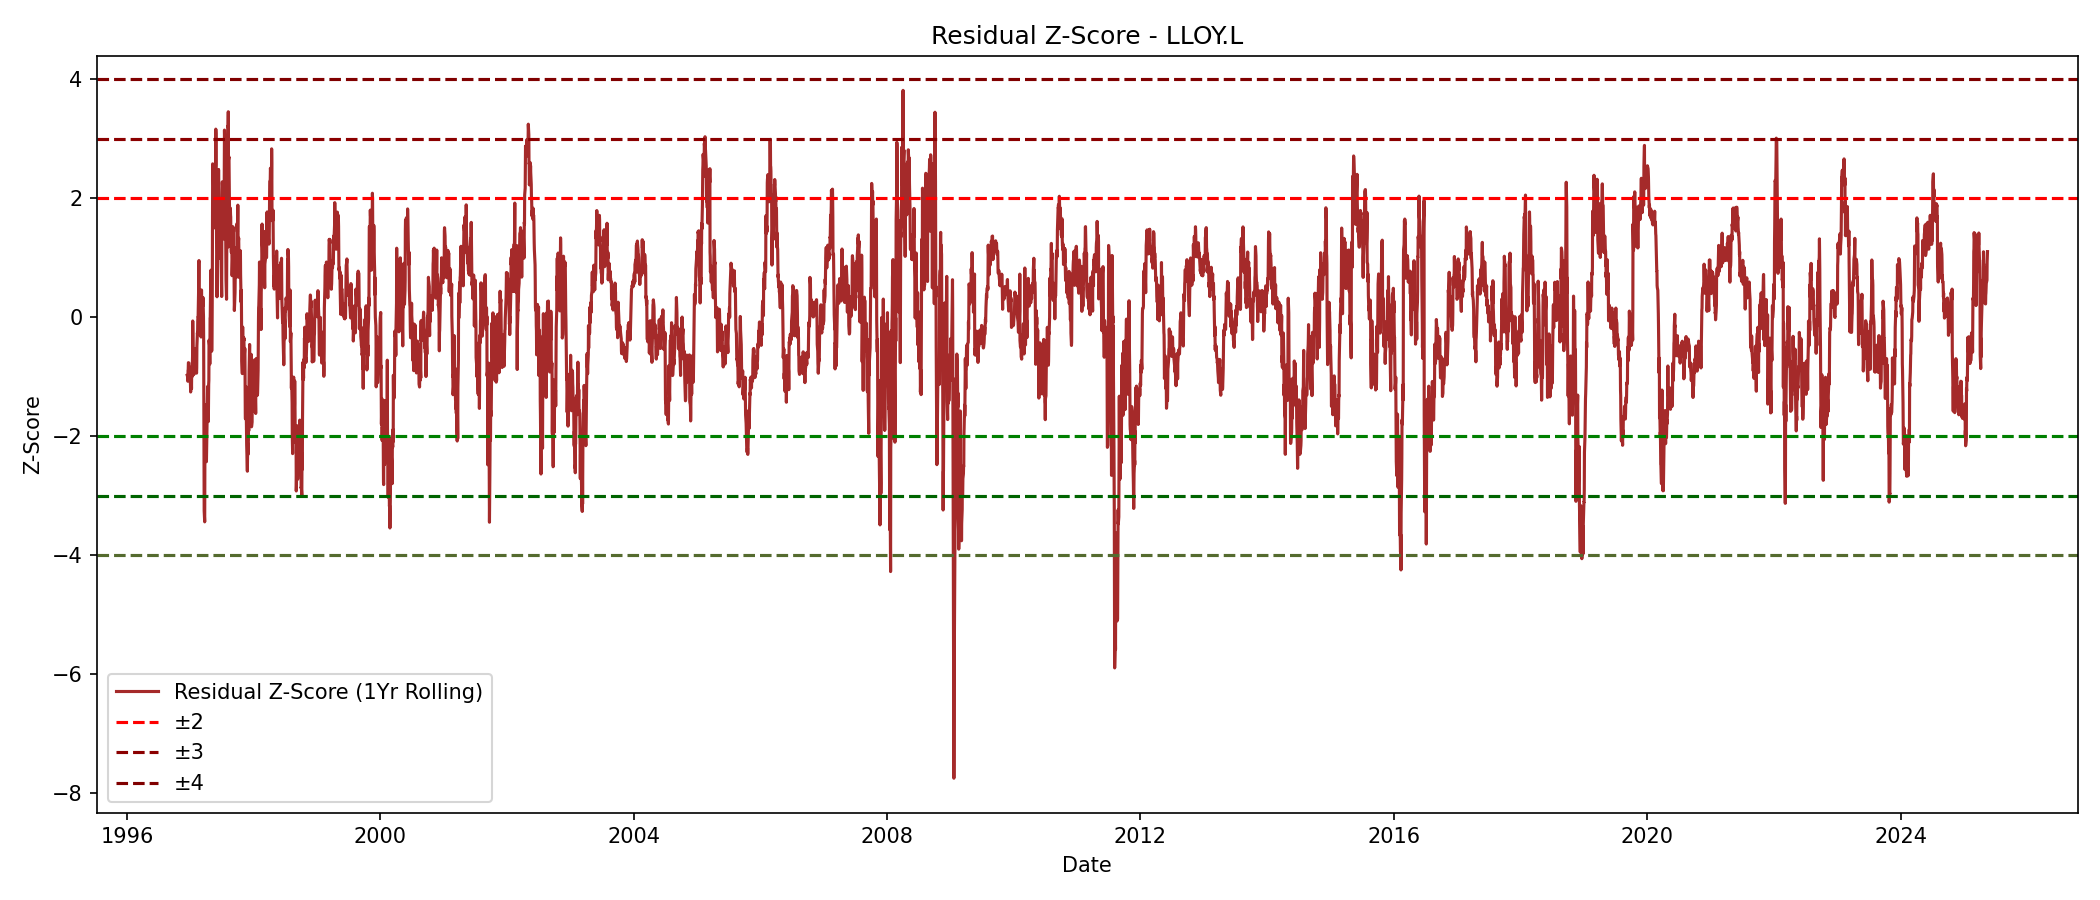 Residual Z-Score - LLOY.L
Z-Score
4
2
0
−2
−4
−6
−8
Residual Z-Score (1Yr Rolling)
±2
±3
±4
1996 2000 2004 2008 2012 2016 2020 2024
Date